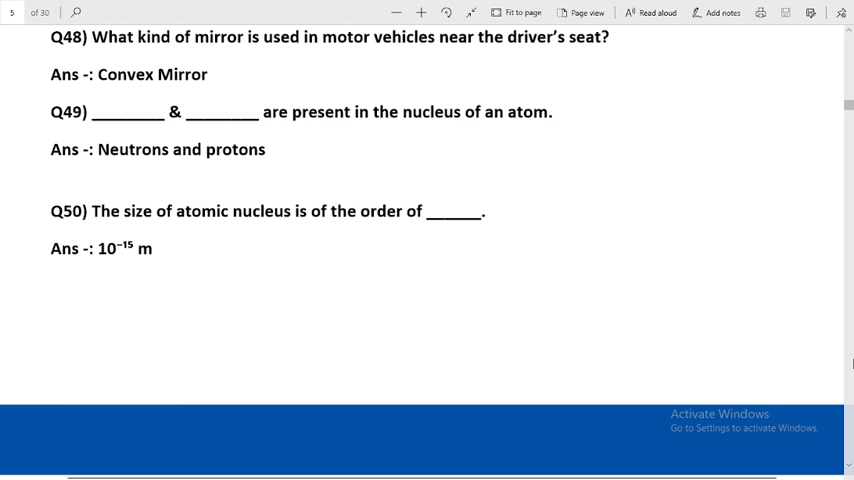 5 of 30 Fit to page Page view Read aloud Add notes
Q48) What kind of mirror is used in motor vehicles near the driver’s seat?
Ans -: Convex Mirror
Q49) ________ & ________ are present in the nucleus of an atom.
Ans -: Neutrons and protons
Q50) The size of atomic nucleus is of the order of ______.
Ans -: 10⁻¹⁵ m
Activate Windows
Go to Settings to activate Windows.